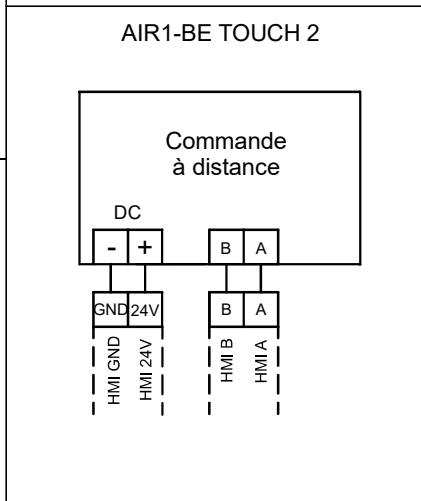 AIR1-BE TOUCH 2
Commande
à distance
DC
- + B A
GND 24V B A
HMI GND
HMI 24V
HMI B
HMI A